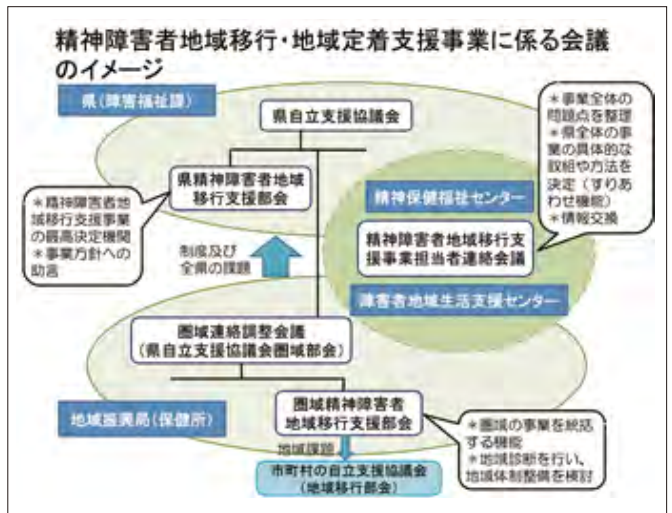 精神障害者地域移行・地域定着支援事業に係る会議
のイメージ
県(障害福祉課)
県自立支援協議会
＊事業全体の
問題点を整理
＊県全体の事
業の具体的な
取組や方法を
決定（すりあ
わせ機能）
＊情報交換
県精神障害者地域
移行支援部会
＊精神障害者地
域移行支援事業
の最高決定機関
＊事業方針への
助言
精神保健福祉センター
精神障害者地域移行支
援事業担当者連絡会議
制度及び
全県の課題
障害者地域生活支援センター
圏域連絡調整会議
（県自立支援協議会圏域部会）
地域振興局(保健所)
圏域精神障害者
地域移行支援部会
＊圏域の事業を統括
する機能
＊地域診断を行い、
地域体制整備を検討
地域課題
市町村の自立支援協議会
（地域移行部会）